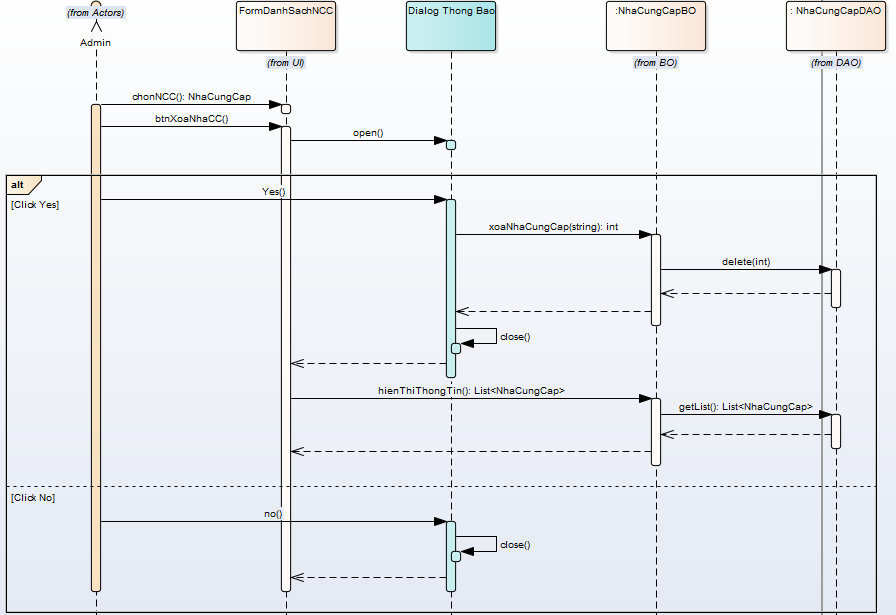 FormDanhSachNCC
Dialog Thong Bao
:NhaCungCapBO
: NhaCungCapDAO
(from Actors)
Admin
(from UI)
(from BO)
(from DAO)
chonNCC(): NhaCungCap
btnXoaNhaCC()
open()
alt
[Click Yes]
Yes()
xoaNhaCungCap(string): int
delete(int)
close()
hienThiThongTin(): List<NhaCungCap>
getList(): List<NhaCungCap>
[Click No]
no()
close()